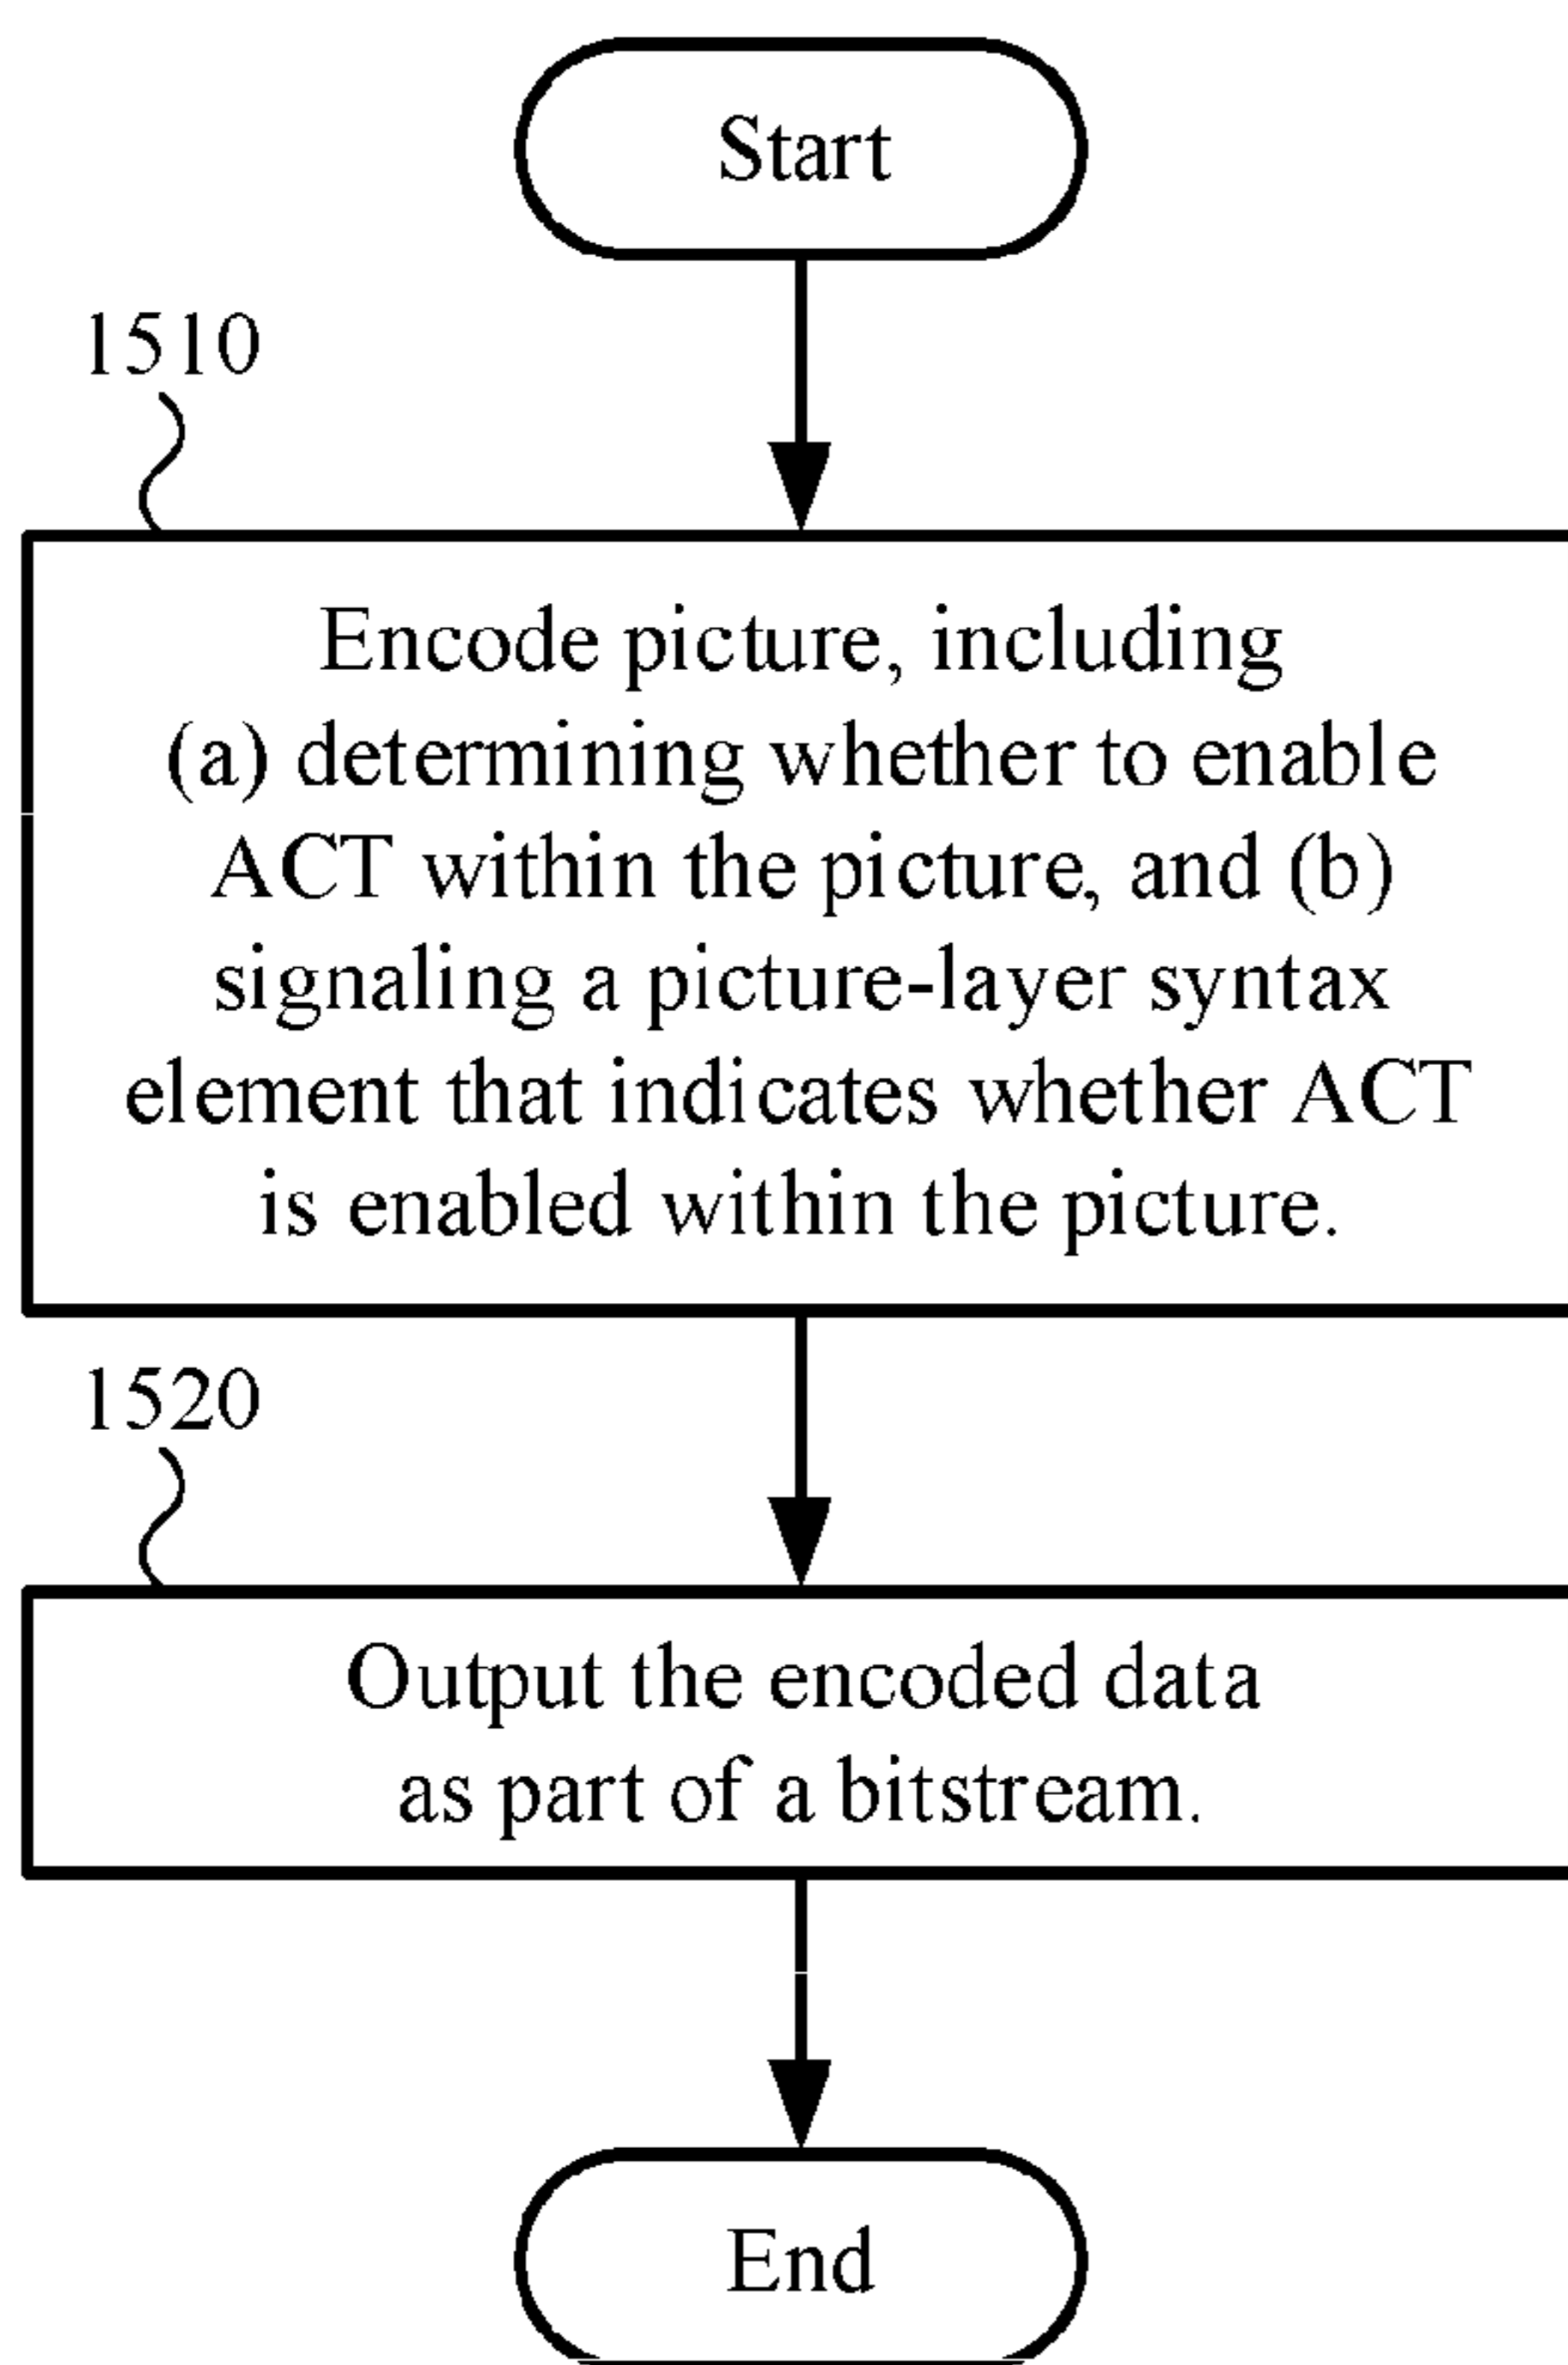 Start
1510
Encode picture, including
(a) determining whether to enable
ACT within the picture, and (b)
signaling a picture-layer syntax
element that indicates whether ACT
is enabled within the picture.
1520
Output the encoded data
as part of a bitstream.
End